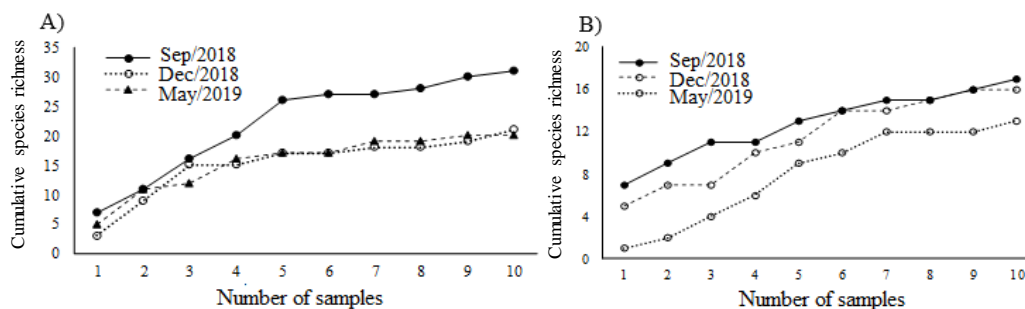 A)
Cumulative species richness
35
30
25
20
15
10
5
0
Sep/2018
Dec/2018
May/2019
1 2 3 4 5 6 7 8 9 10
Number of samples
B)
Cumulative species richness
20
16
12
8
4
0
Sep/2018
Dec/2018
May/2019
1 2 3 4 5 6 7 8 9 10
Number of samples